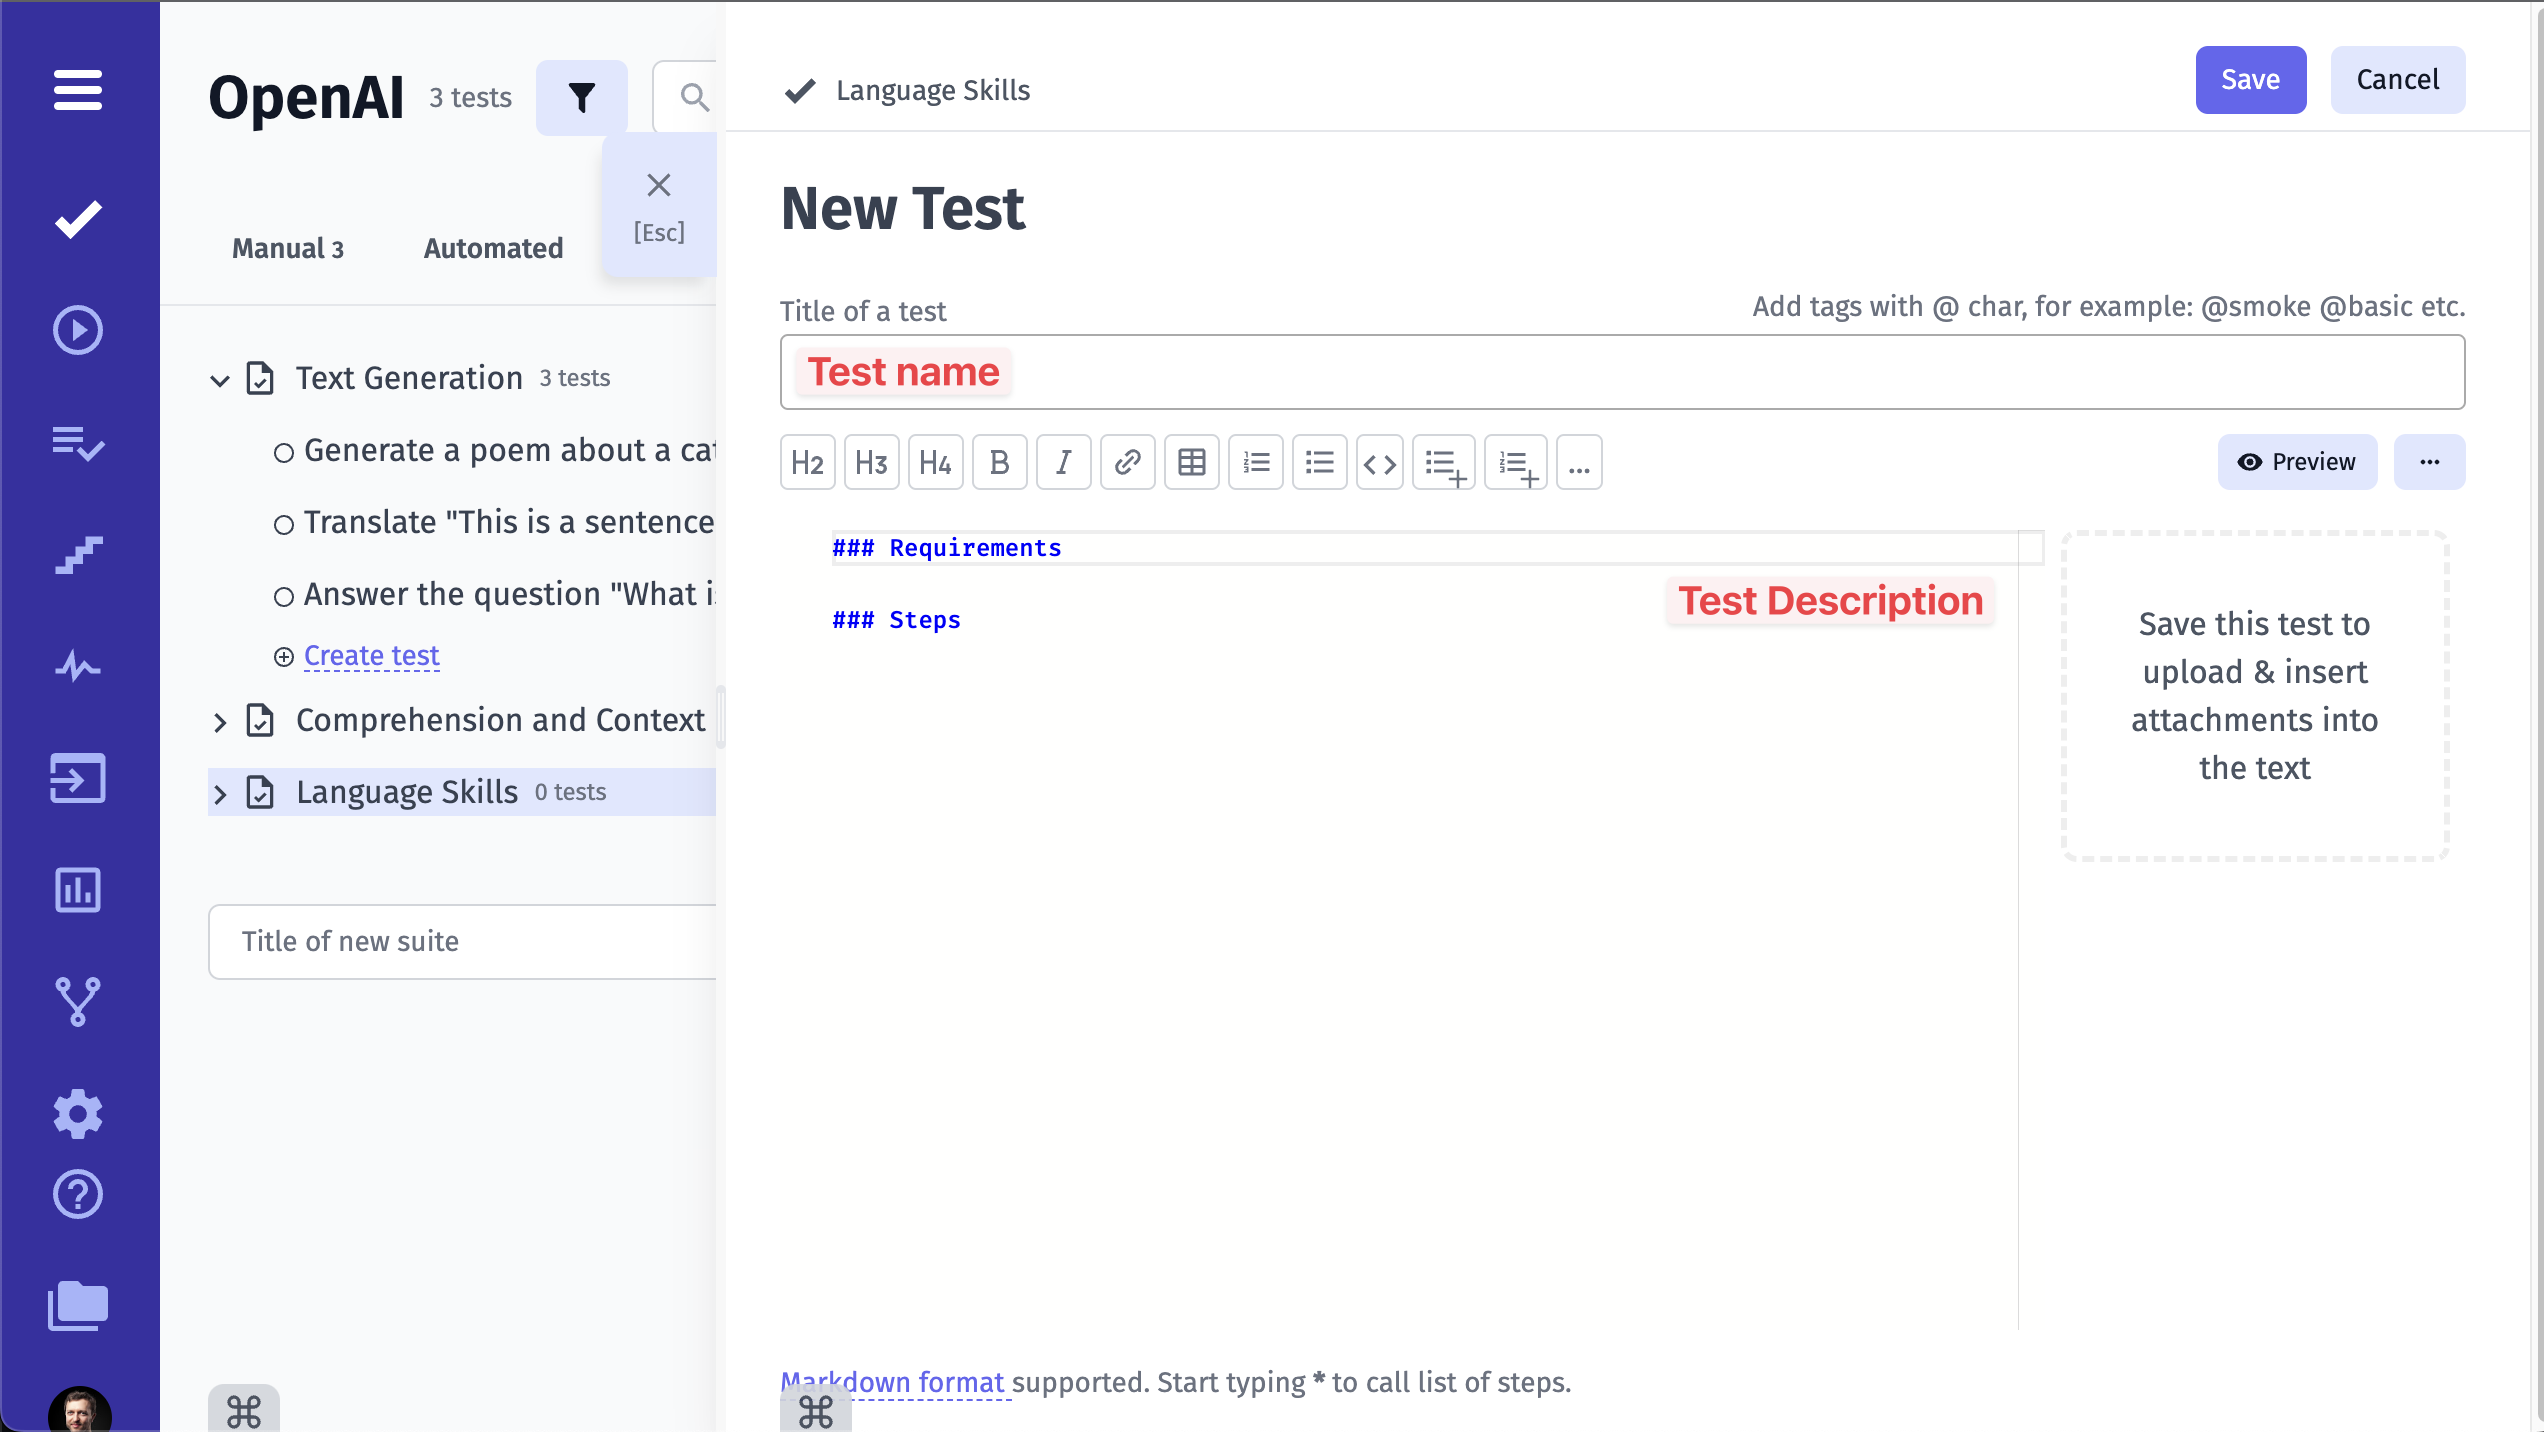 OpenAI 3 tests
[Esc]
Manual 3 Automated
Text Generation 3 tests
Generate a poem about a cat
Translate "This is a sentence
Answer the question "What is
Create test
Comprehension and Context
Language Skills 0 tests
Title of new suite
⌘
Language Skills
Save Cancel
New Test
Title of a test
Add tags with @ char, for example: @smoke @basic etc.
Test name
H2 H3 H4 B I ... Preview ...
### Requirements
Test Description
### Steps
Save this test to
upload & insert
attachments into
the text
Markdown format supported. Start typing * to call list of steps.
⌘